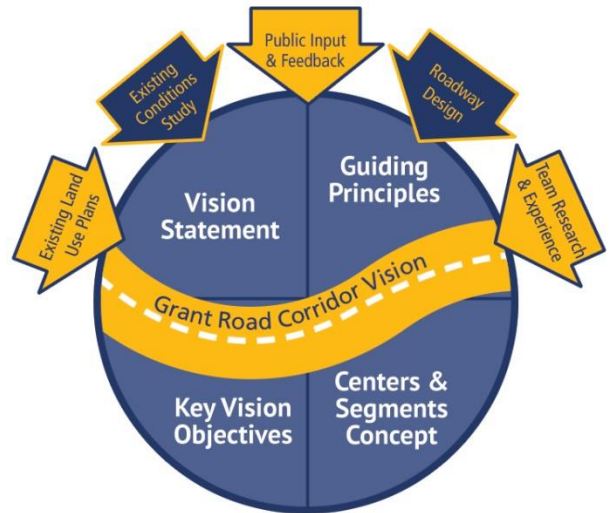 Existing Land
Use Plans
Existing
Conditions
Study
Public Input
& Feedback
Roadway
Design
Team Research
& Experience
Vision
Statement
Guiding
Principles
Grant Road Corridor Vision
Key Vision
Objectives
Centers &
Segments
Concept